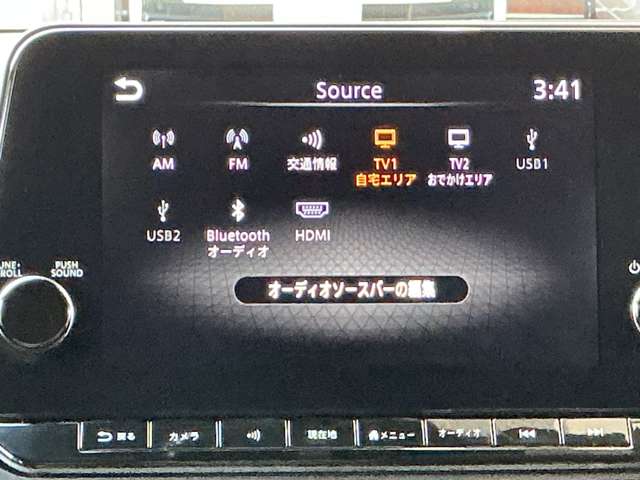 Source
3:41
AM
FM
交通情報
TV1
自宅エリア
TV2
おでかけエリア
USB1
USB2
Bluetooth
オーディオ
HDMI
オーディオソースバーの編集
PUSH
SOUND
戻る
カメラ
現在地
メニュー
オーディオ